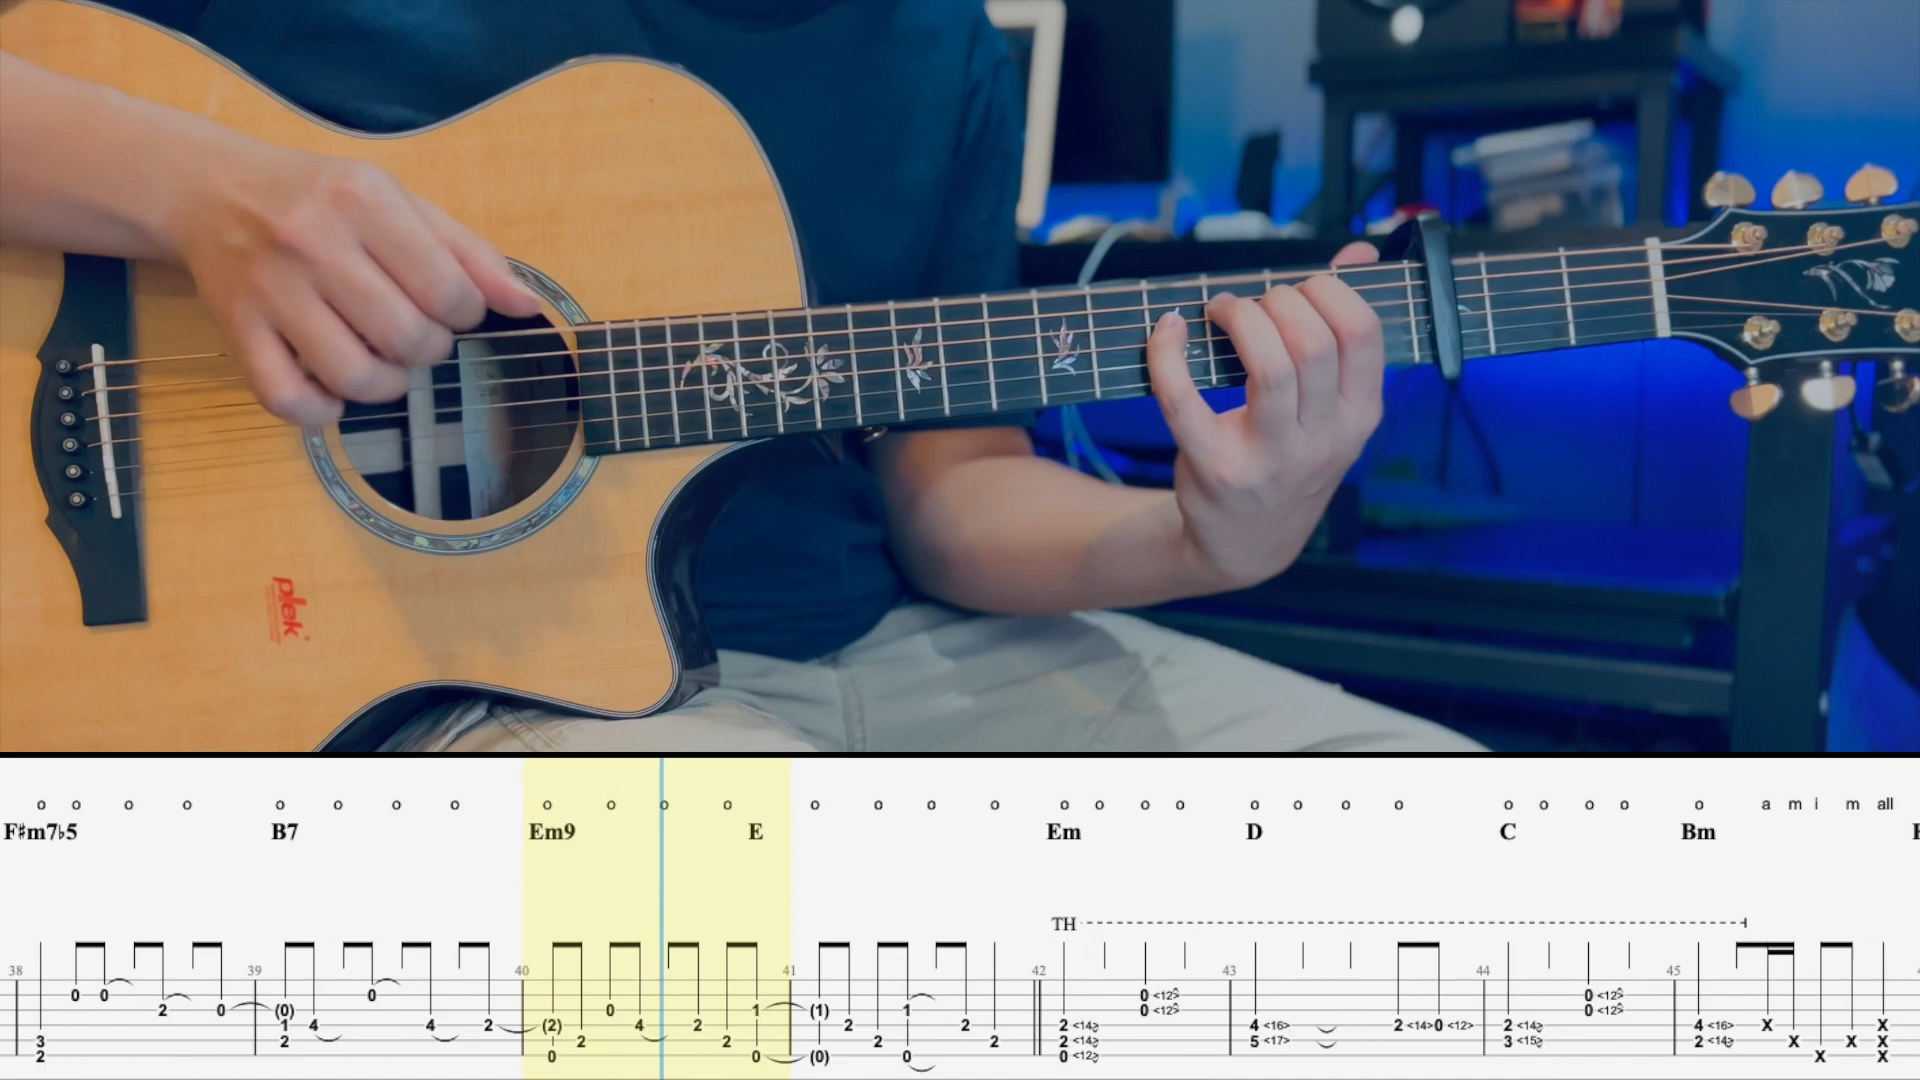 plek
o o o o o o o o o o o o o o o o o o o o o o o o o o o o o a m i m all
F♯m7♭5 B7 Em9 E Em D C Bm
TH
38 39 40 41 42 43 44 45
0 0 0 0 0 <12> 0 <12>
2 0 (0) 0 1 (1) 1 0 <12> 0 <12>
1 4 4 2 (2) 4 2 2 2 2 <14> 4 <16> 2 <14> 0 <12> 2 <14> 4 <16> X X
3 2 2 2 2 2 2 <14> 5 <17> 3 <15> 2 <14> X X X
2 0 0 (0) 0 0 <12> X X